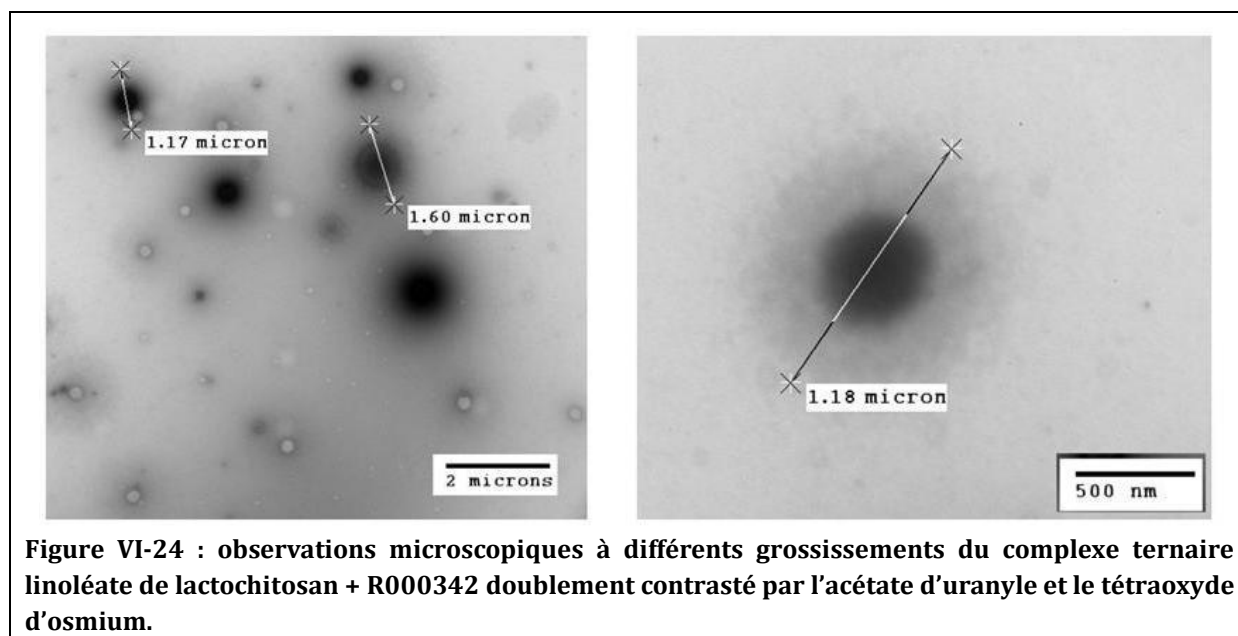 1.17 micron
1.60 micron
2 microns
1.18 micron
500 nm
Figure VI-24 : observations microscopiques à différents grossissements du complexe ternaire
linoléate de lactochitosan + R000342 doublement contrasté par l’acétate d’uranyle et le tétraoxyde
d’osmium.